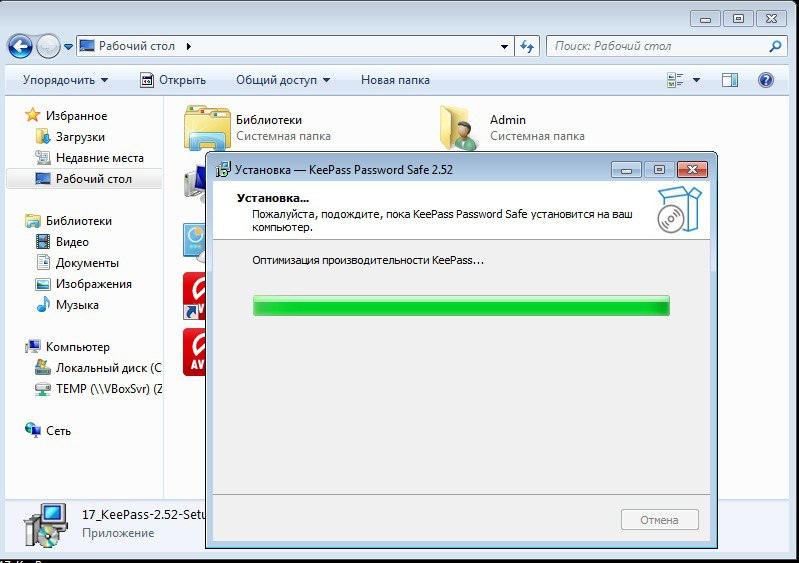 Рабочий стол
Поиск: Рабочий стол
Упорядочить
Открыть
Общий доступ
Новая папка
Избранное
Загрузки
Недавние места
Рабочий стол
Библиотеки
Видео
Документы
Изображения
Музыка
Компьютер
Локальный диск (C
TEMP (\\VBoxSvr) (Z
Сеть
Библиотеки
Системная папка
Admin
Системная папка
Установка — KeePass Password Safe 2.52
Установка...
Пожалуйста, подождите, пока KeePass Password Safe установится на ваш
компьютер.
Оптимизация производительности KeePass...
Отмена
17_KeePass-2.52-Setu
Приложение